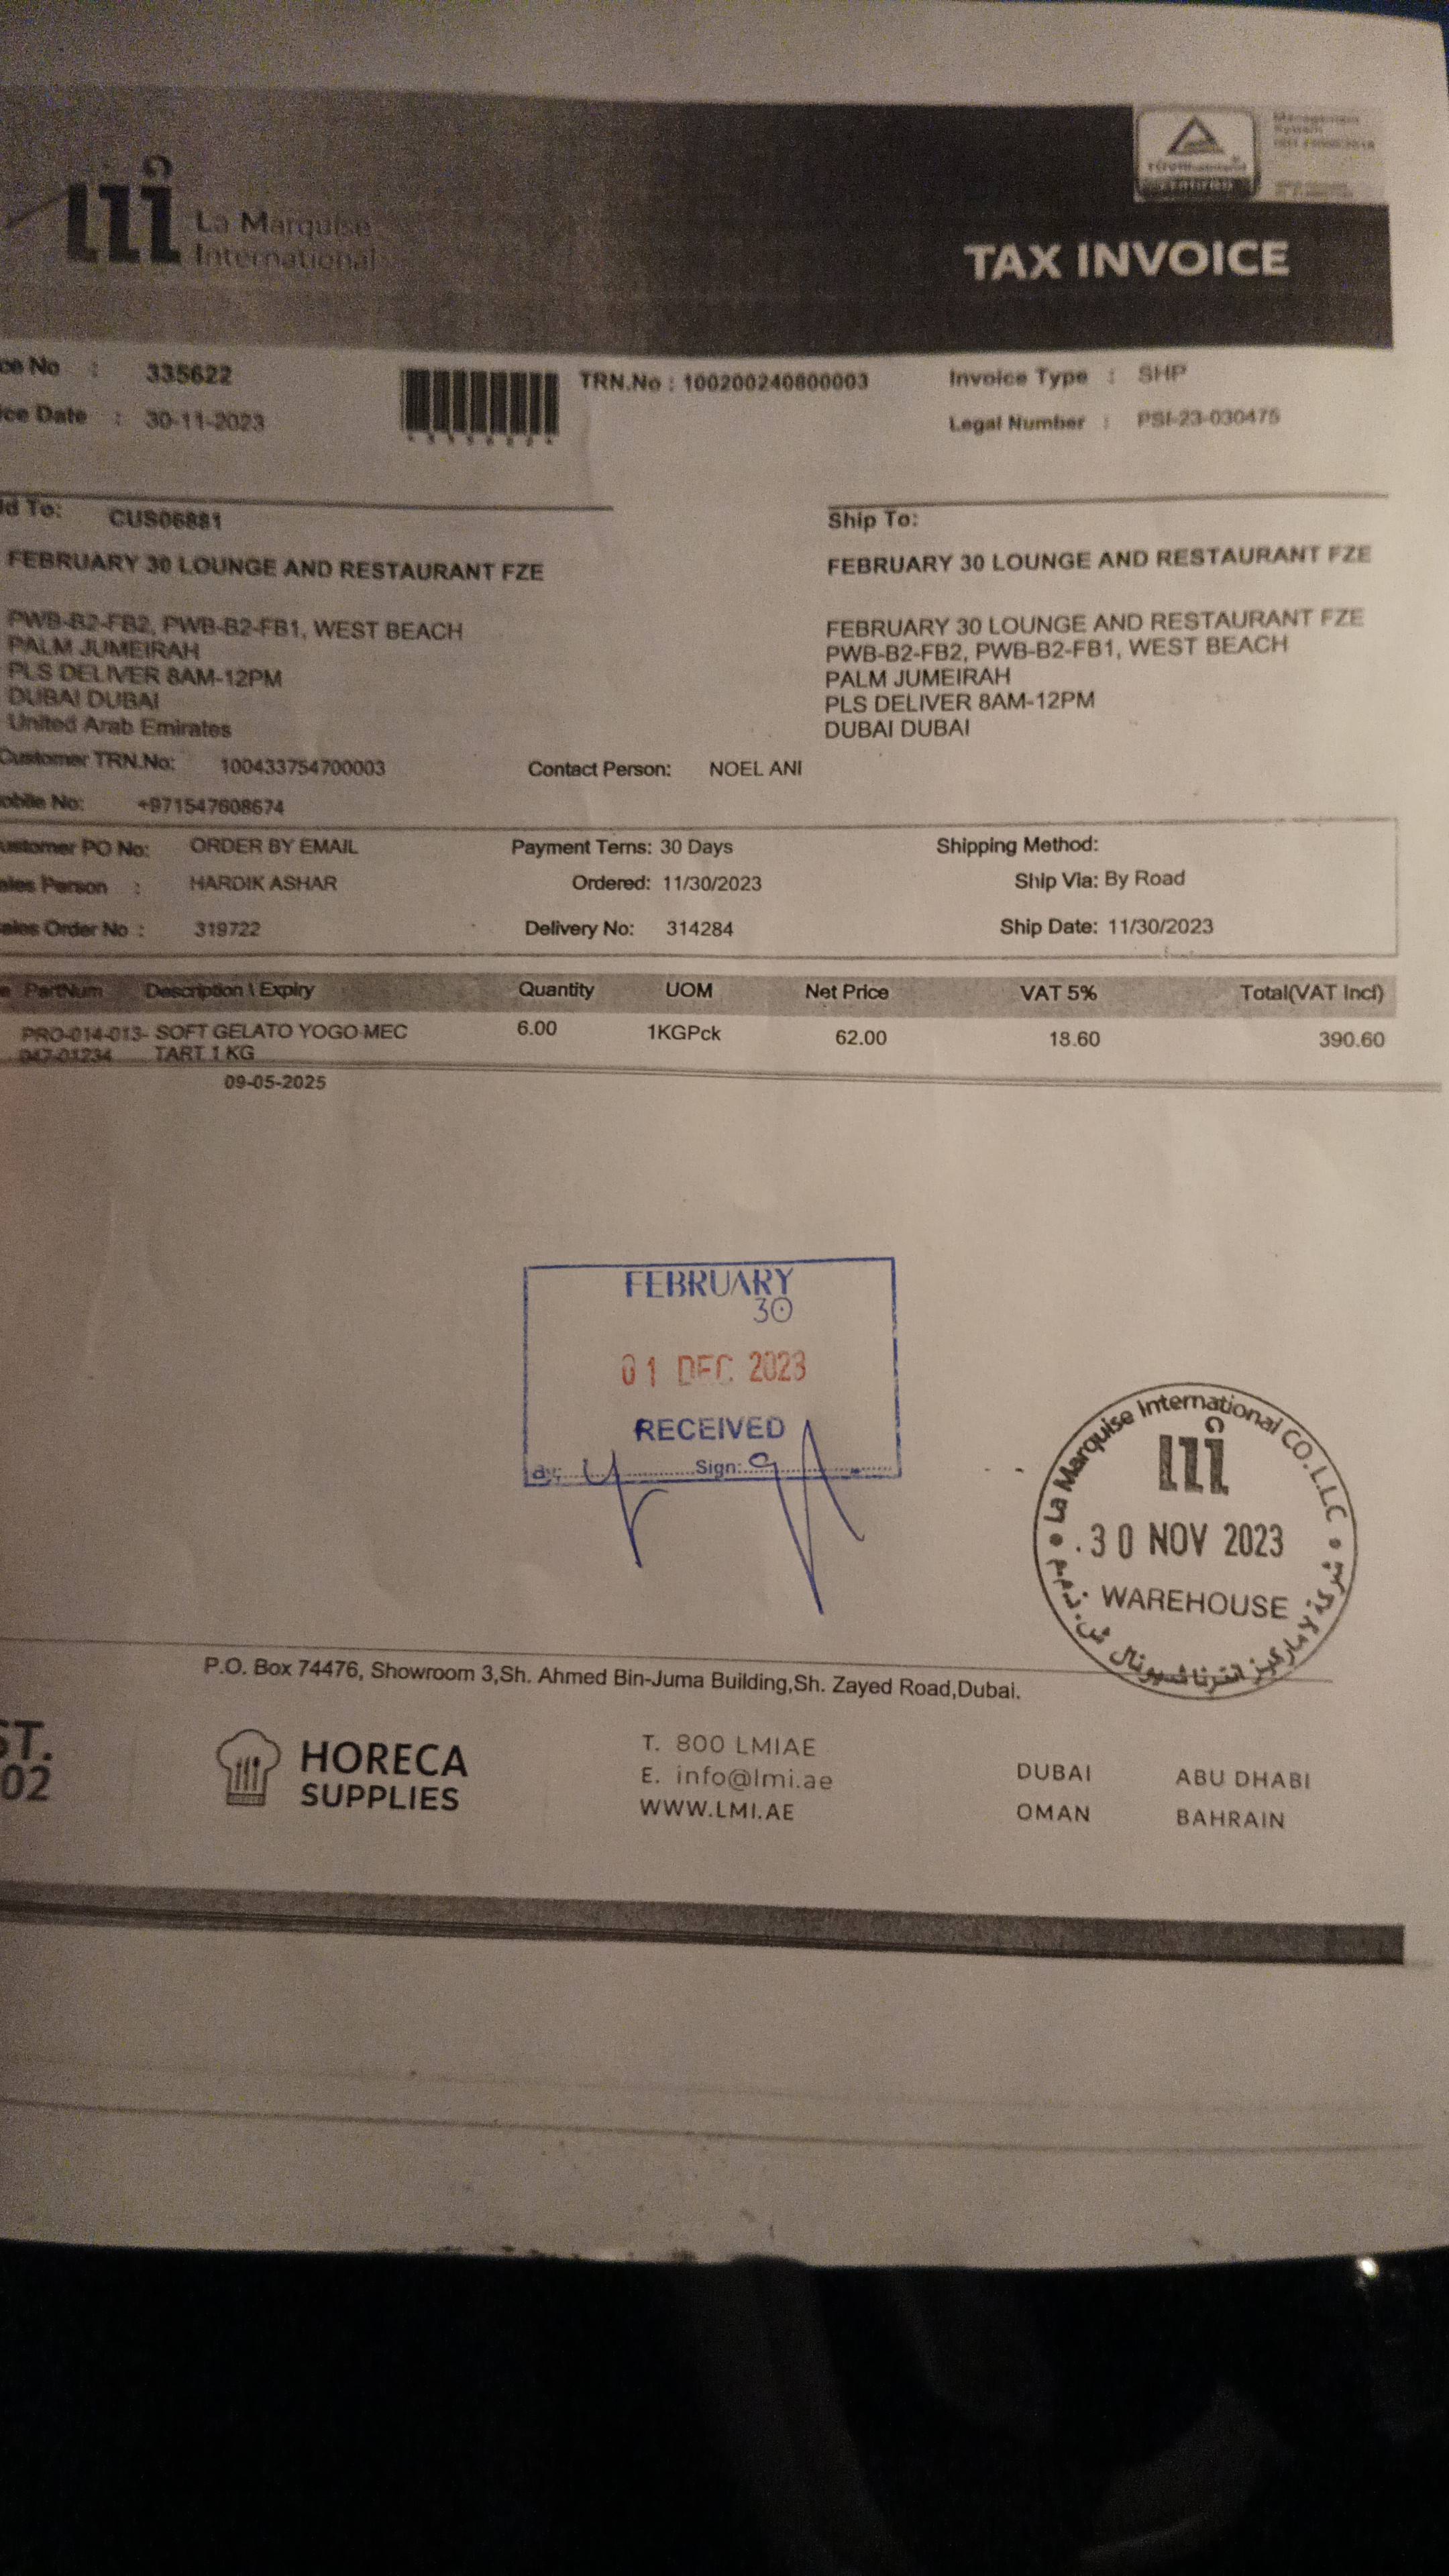 La Marquise
International
TAX INVOICE
ce No : 335622
TRN.No : 100200240800003
Invoice Type : SHP
ice Date : 30-11-2023
Legal Number : PSI-23-030475
ld To: CUS06881
Ship To:
FEBRUARY 30 LOUNGE AND RESTAURANT FZE
FEBRUARY 30 LOUNGE AND RESTAURANT FZE
PWB-B2-FB2, PWB-B2-FB1, WEST BEACH
PALM JUMEIRAH
PLS DELIVER 8AM-12PM
DUBAI DUBAI
United Arab Emirates
FEBRUARY 30 LOUNGE AND RESTAURANT FZE
PWB-B2-FB2, PWB-B2-FB1, WEST BEACH
PALM JUMEIRAH
PLS DELIVER 8AM-12PM
DUBAI DUBAI
Customer TRN.No: 100433754700003
Contact Person: NOEL ANI
obile No: +971547608674
ustomer PO No: ORDER BY EMAIL
Payment Terns: 30 Days
Shipping Method:
ales Person : HARDIK ASHAR
Ordered: 11/30/2023
Ship Via: By Road
ales Order No : 319722
Delivery No: 314284
Ship Date: 11/30/2023
e PartNum Description \ Expiry Quantity UOM Net Price VAT 5% Total(VAT Incl)
PRO-014-013- SOFT GELATO YOGO MEC 6.00 1KGPck 62.00 18.60 390.60
047-01234 TART 1 KG
09-05-2025
FEBRUARY
30
01 DEC 2023
RECEIVED
By: Sign:
La Marquise International CO. L.L.C
30 NOV 2023
WAREHOUSE
شركة لا ماركيز انترناشيونال ش.ذ.م.م
P.O. Box 74476, Showroom 3,Sh. Ahmed Bin-Juma Building,Sh. Zayed Road,Dubai.
ST.
02
HORECA
SUPPLIES
T. 800 LMIAE
E. info@lmi.ae
WWW.LMI.AE
DUBAI ABU DHABI
OMAN BAHRAIN